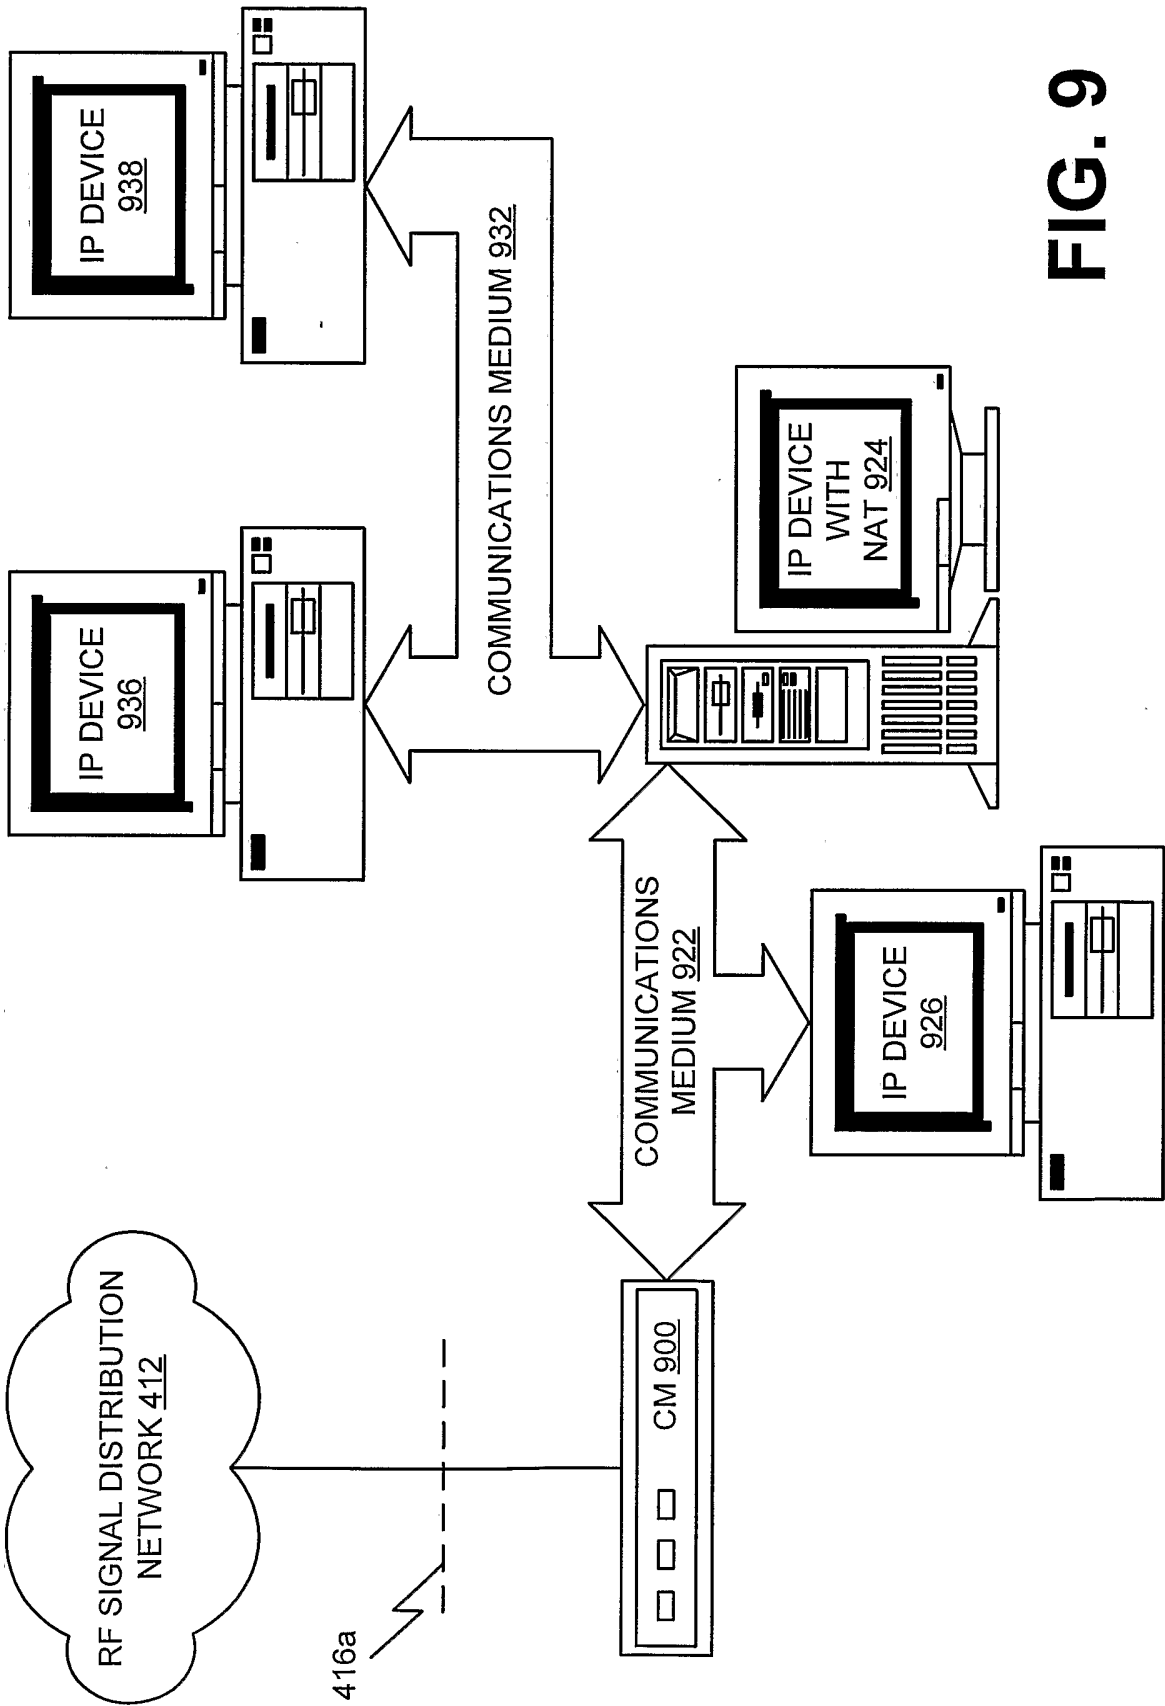 RF SIGNAL DISTRIBUTION
NETWORK 412
416a
CM 900
COMMUNICATIONS
MEDIUM 922
IP DEVICE
926
IP DEVICE
936
IP DEVICE
938
COMMUNICATIONS MEDIUM 932
IP DEVICE
WITH
NAT 924
FIG. 9